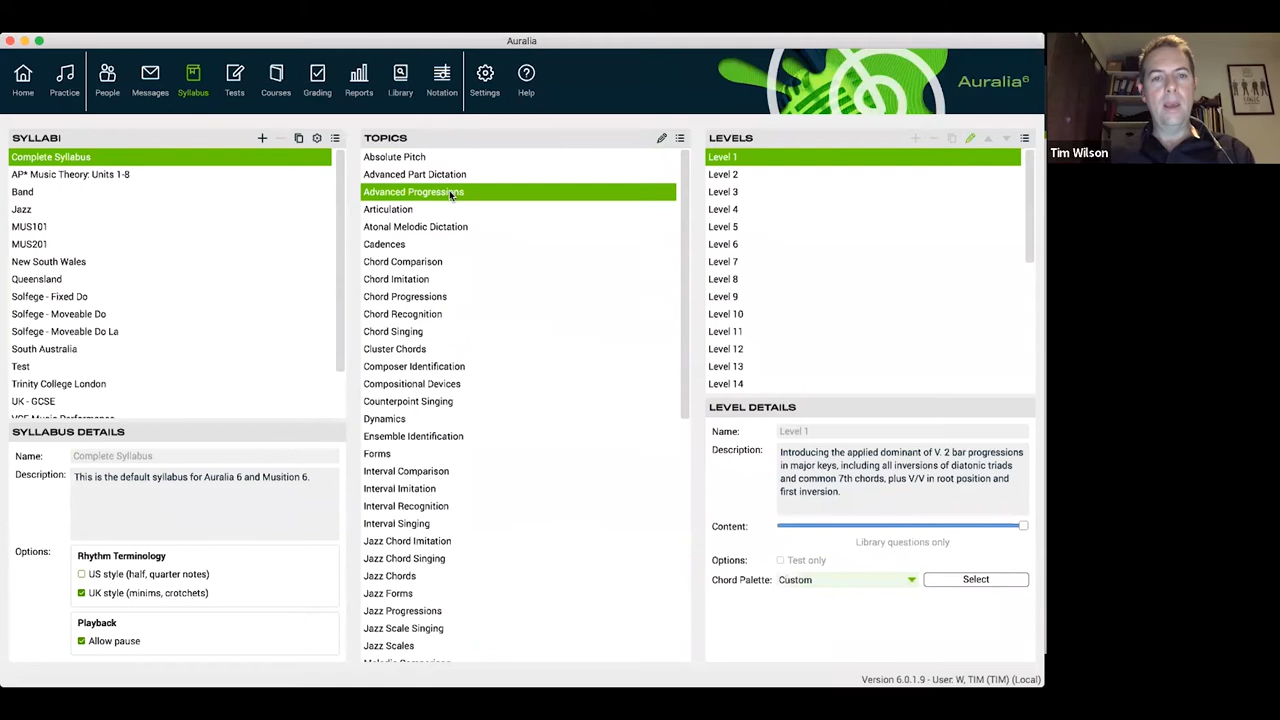 Auralia
Home
Practice
People
Messages
Syllabus
Tests
Courses
Grading
Reports
Library
Notation
Settings
Help
Auralia6
Tim Wilson
SYLLABI
Complete Syllabus
AP* Music Theory: Units 1-8
Band
Jazz
MUS101
MUS201
New South Wales
Queensland
Solfege - Fixed Do
Solfege - Moveable Do
Solfege - Moveable Do La
South Australia
Test
Trinity College London
UK - GCSE
VCE Music Performance
SYLLABUS DETAILS
Name: Complete Syllabus
Description: This is the default syllabus for Auralia 6 and Musition 6.
Options:
Rhythm Terminology
US style (half, quarter notes)
UK style (minims, crotchets)
Playback
Allow pause
TOPICS
Absolute Pitch
Advanced Part Dictation
Advanced Progressions
Articulation
Atonal Melodic Dictation
Cadences
Chord Comparison
Chord Imitation
Chord Progressions
Chord Recognition
Chord Singing
Cluster Chords
Composer Identification
Compositional Devices
Counterpoint Singing
Dynamics
Ensemble Identification
Forms
Interval Comparison
Interval Imitation
Interval Recognition
Interval Singing
Jazz Chord Imitation
Jazz Chord Singing
Jazz Chords
Jazz Forms
Jazz Progressions
Jazz Scale Singing
Jazz Scales
LEVELS
Level 1
Level 2
Level 3
Level 4
Level 5
Level 6
Level 7
Level 8
Level 9
Level 10
Level 11
Level 12
Level 13
Level 14
LEVEL DETAILS
Name: Level 1
Description: Introducing the applied dominant of V. 2 bar progressions
in major keys, including all inversions of diatonic triads
and common 7th chords, plus V/V in root position and
first inversion.
Content:
Library questions only
Options: Test only
Chord Palette: Custom Select
Version 6.0.1.9 - User: W, TIM (TIM) (Local)